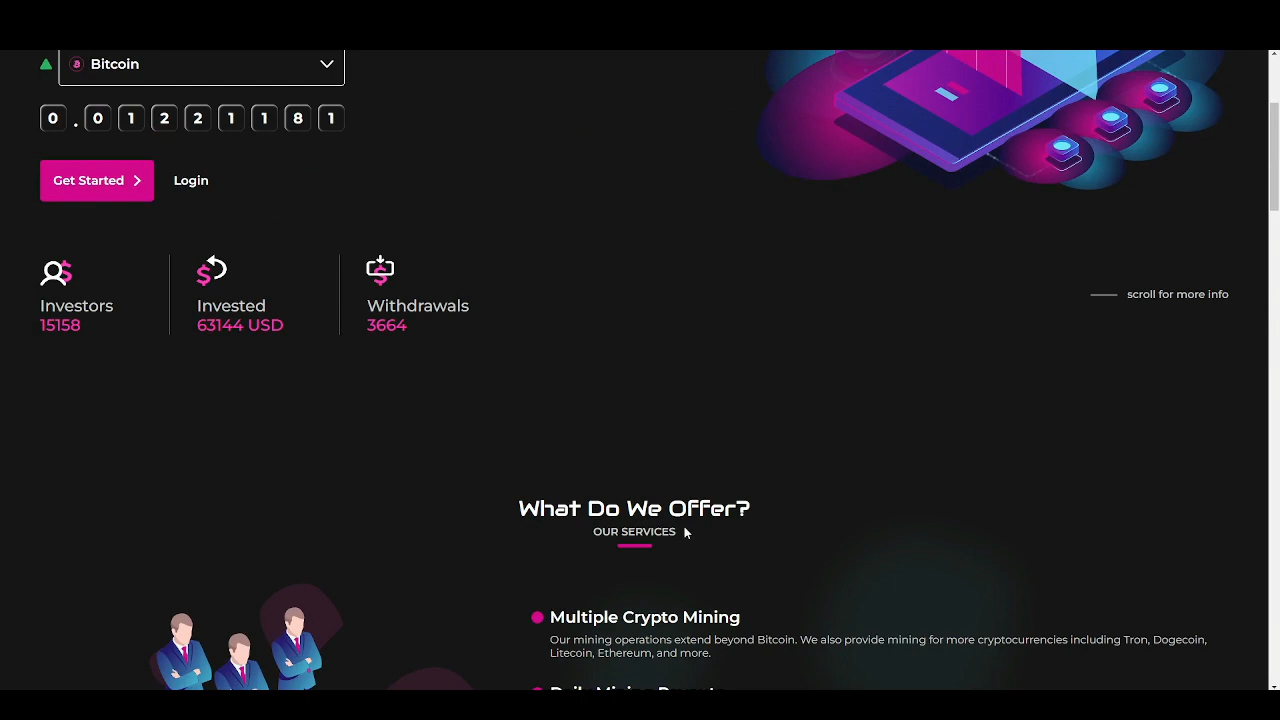 Bitcoin
0.01221181
Get Started
Login
Investors
15158
Invested
63144 USD
Withdrawals
3664
scroll for more info
What Do We Offer?
OUR SERVICES
Multiple Crypto Mining
Our mining operations extend beyond Bitcoin. We also provide mining for more cryptocurrencies including Tron, Dogecoin,
Litecoin, Ethereum, and more.